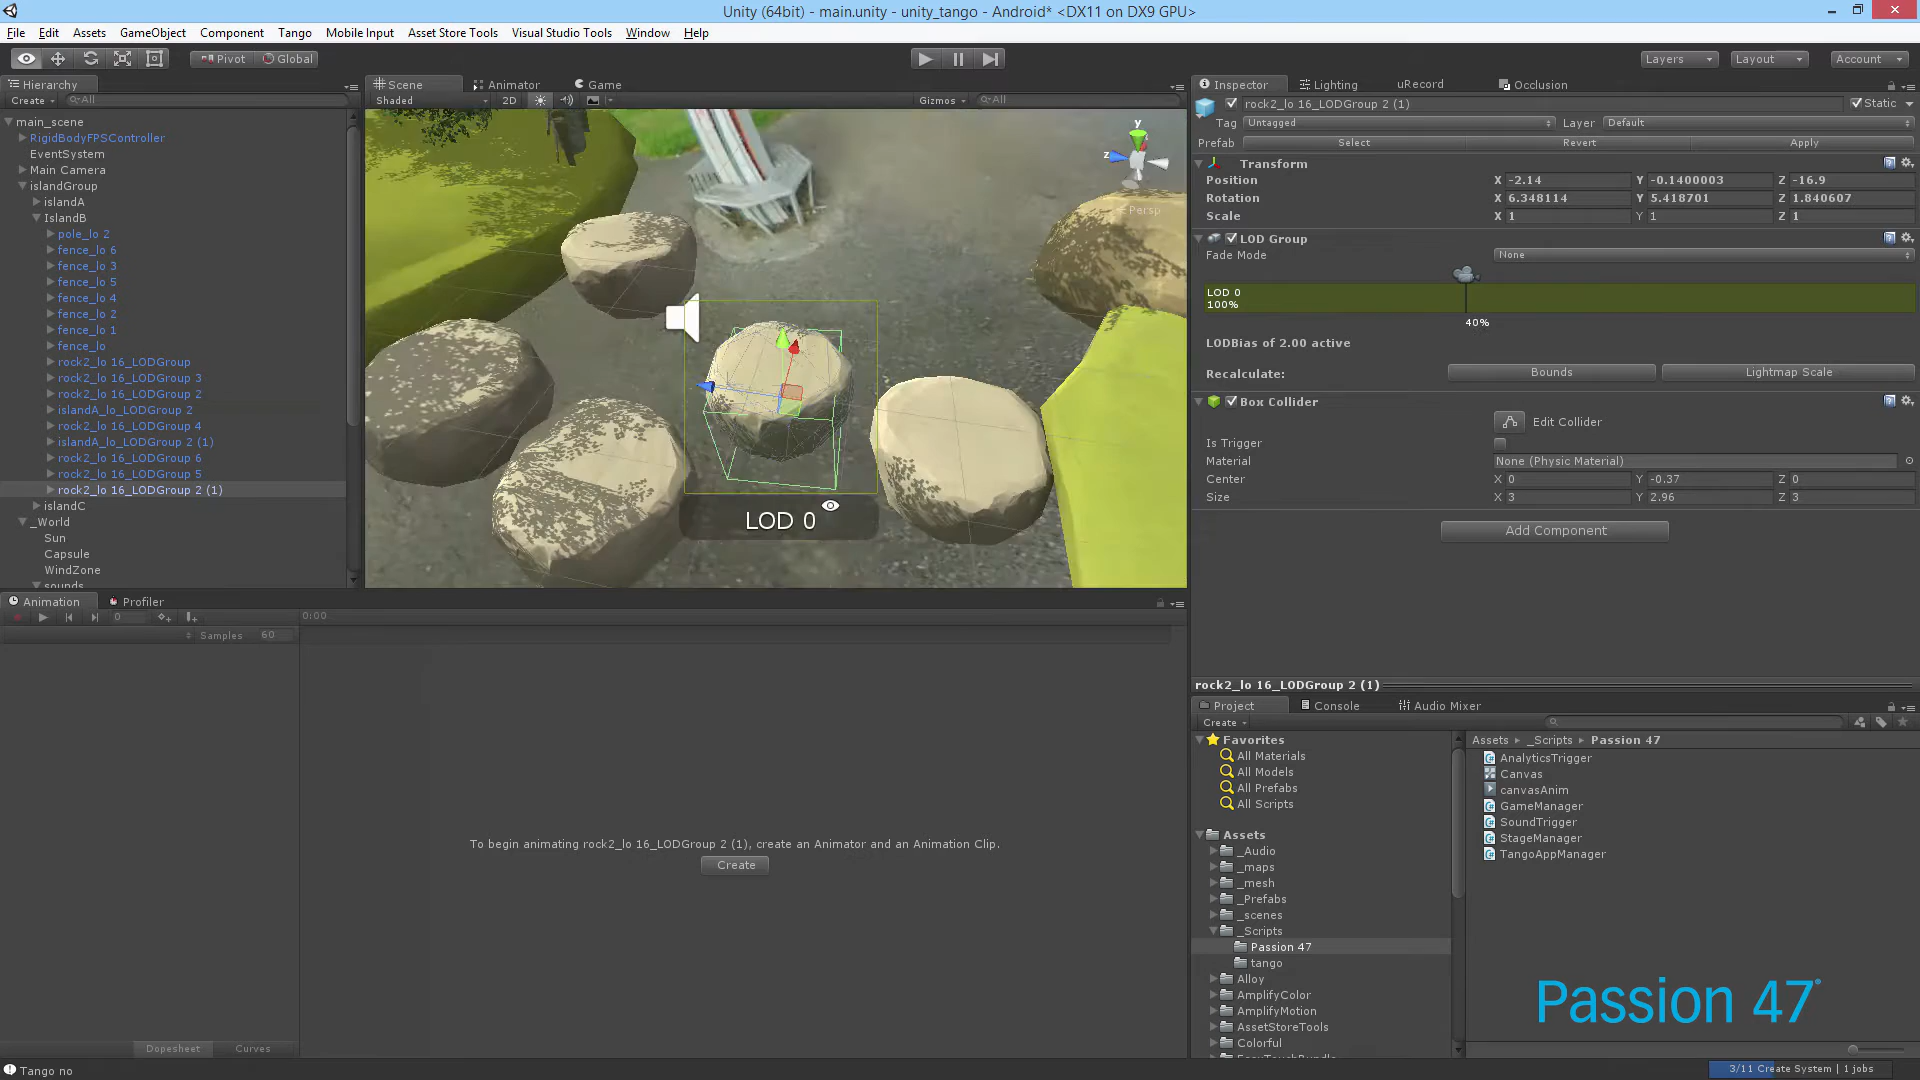 Unity (64bit) - main.unity - unity_tango - Android* <DX11 on DX9 GPU>
File Edit Assets GameObject Component Tango Mobile Input Asset Store Tools Visual Studio Tools Window Help
Pivot Global
Layers Layout Account
Hierarchy
Create All
main_scene
RigidBodyFPSController
EventSystem
Main Camera
islandGroup
islandA
IslandB
pole_lo 2
fence_lo 6
fence_lo 3
fence_lo 5
fence_lo 4
fence_lo 2
fence_lo 1
fence_lo
rock2_lo 16_LODGroup
rock2_lo 16_LODGroup 3
rock2_lo 16_LODGroup 2
islandA_lo_LODGroup 2
rock2_lo 16_LODGroup 4
islandA_lo_LODGroup 2 (1)
rock2_lo 16_LODGroup 6
rock2_lo 16_LODGroup 5
rock2_lo 16_LODGroup 2 (1)
islandC
_World
Sun
Capsule
WindZone
sounds
Scene Animator Game
Shaded 2D Gizmos All
y
z
Persp
LOD 0
Inspector Lighting uRecord Occlusion
rock2_lo 16_LODGroup 2 (1) Static
Tag Untagged Layer Default
Prefab Select Revert Apply
Transform
Position X -2.14 Y -0.1400003 Z -16.9
Rotation X 6.348114 Y 5.418701 Z 1.840607
Scale X 1 Y 1 Z 1
LOD Group
Fade Mode None
LOD 0
100%
40%
LODBias of 2.00 active
Recalculate: Bounds Lightmap Scale
Box Collider
Edit Collider
Is Trigger
Material None (Physic Material)
Center X 0 Y -0.37 Z 0
Size X 3 Y 2.96 Z 3
Add Component
rock2_lo 16_LODGroup 2 (1)
Animation Profiler
0 0:00
Samples 60
To begin animating rock2_lo 16_LODGroup 2 (1), create an Animator and an Animation Clip.
Create
Dopesheet Curves
Project Console Audio Mixer
Create
Favorites
All Materials
All Models
All Prefabs
All Scripts
Assets
_Audio
_maps
_mesh
_Prefabs
_scenes
_Scripts
Passion 47
tango
Alloy
AmplifyColor
AmplifyMotion
AssetStoreTools
Colorful
Assets _Scripts Passion 47
AnalyticsTrigger
Canvas
canvasAnim
GameManager
SoundTrigger
StageManager
TangoAppManager
Passion 47
Tango no
3/11 Create System | 1 jobs